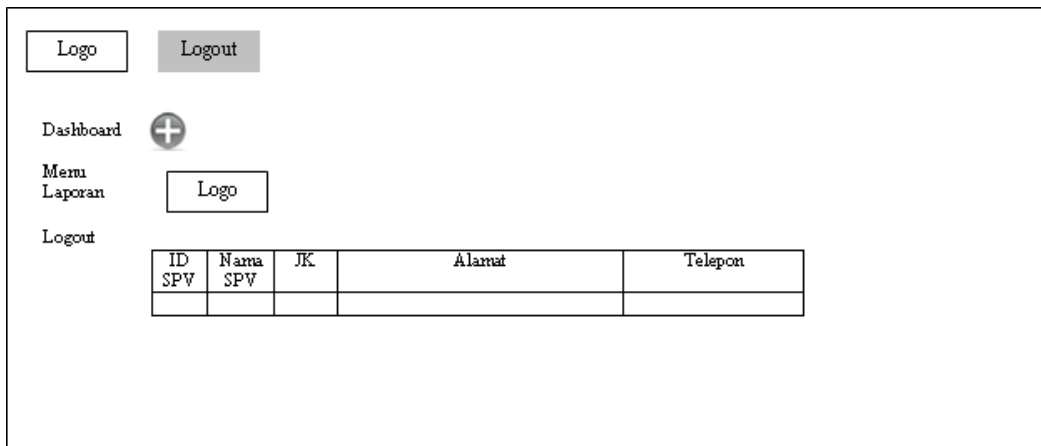 Logo
Logout
Dashboard
Menu
Laporan
Logo
Logout
ID
SPV
Nama
SPV
JK
Alamat
Telepon